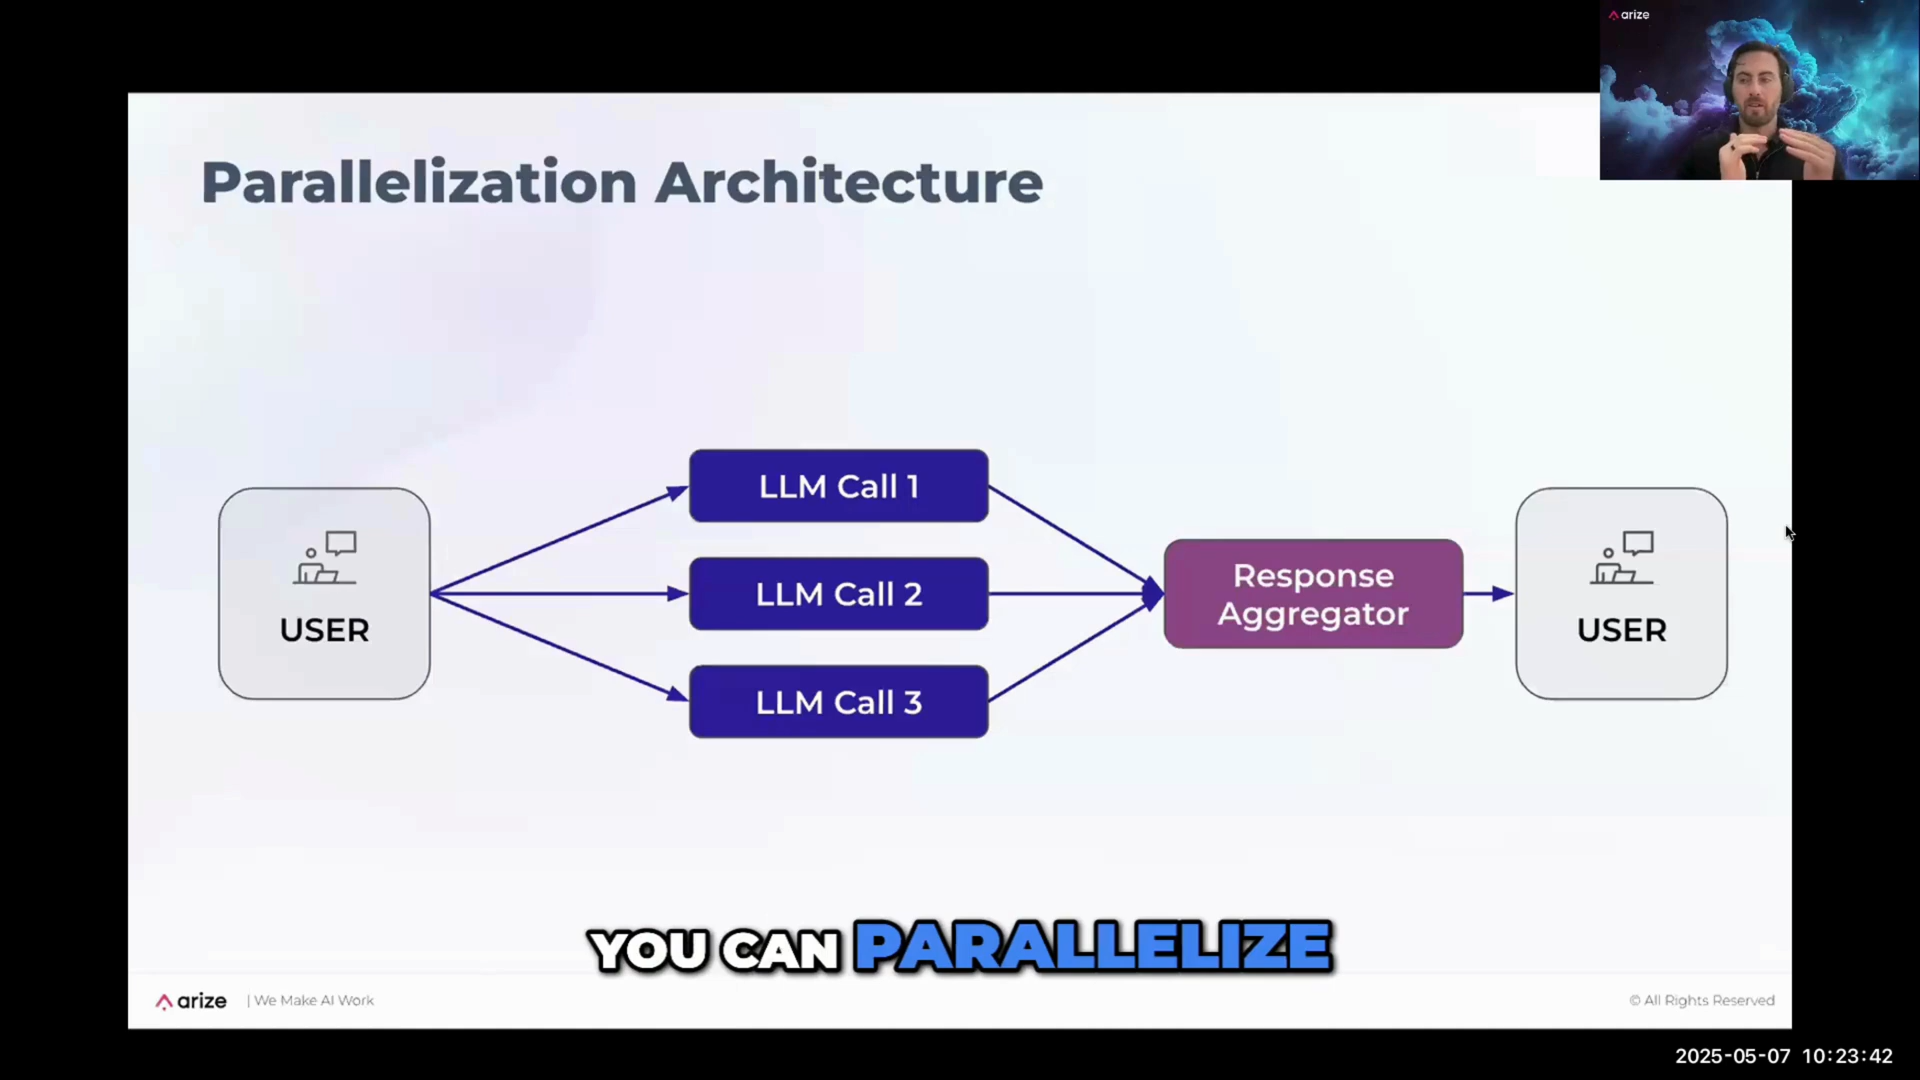 arize
Parallelization Architecture
USER
LLM Call 1
LLM Call 2
LLM Call 3
Response
Aggregator
USER
YOU CAN PARALLELIZE
arize | We Make AI Work
© All Rights Reserved
2025-05-07 10:23:42